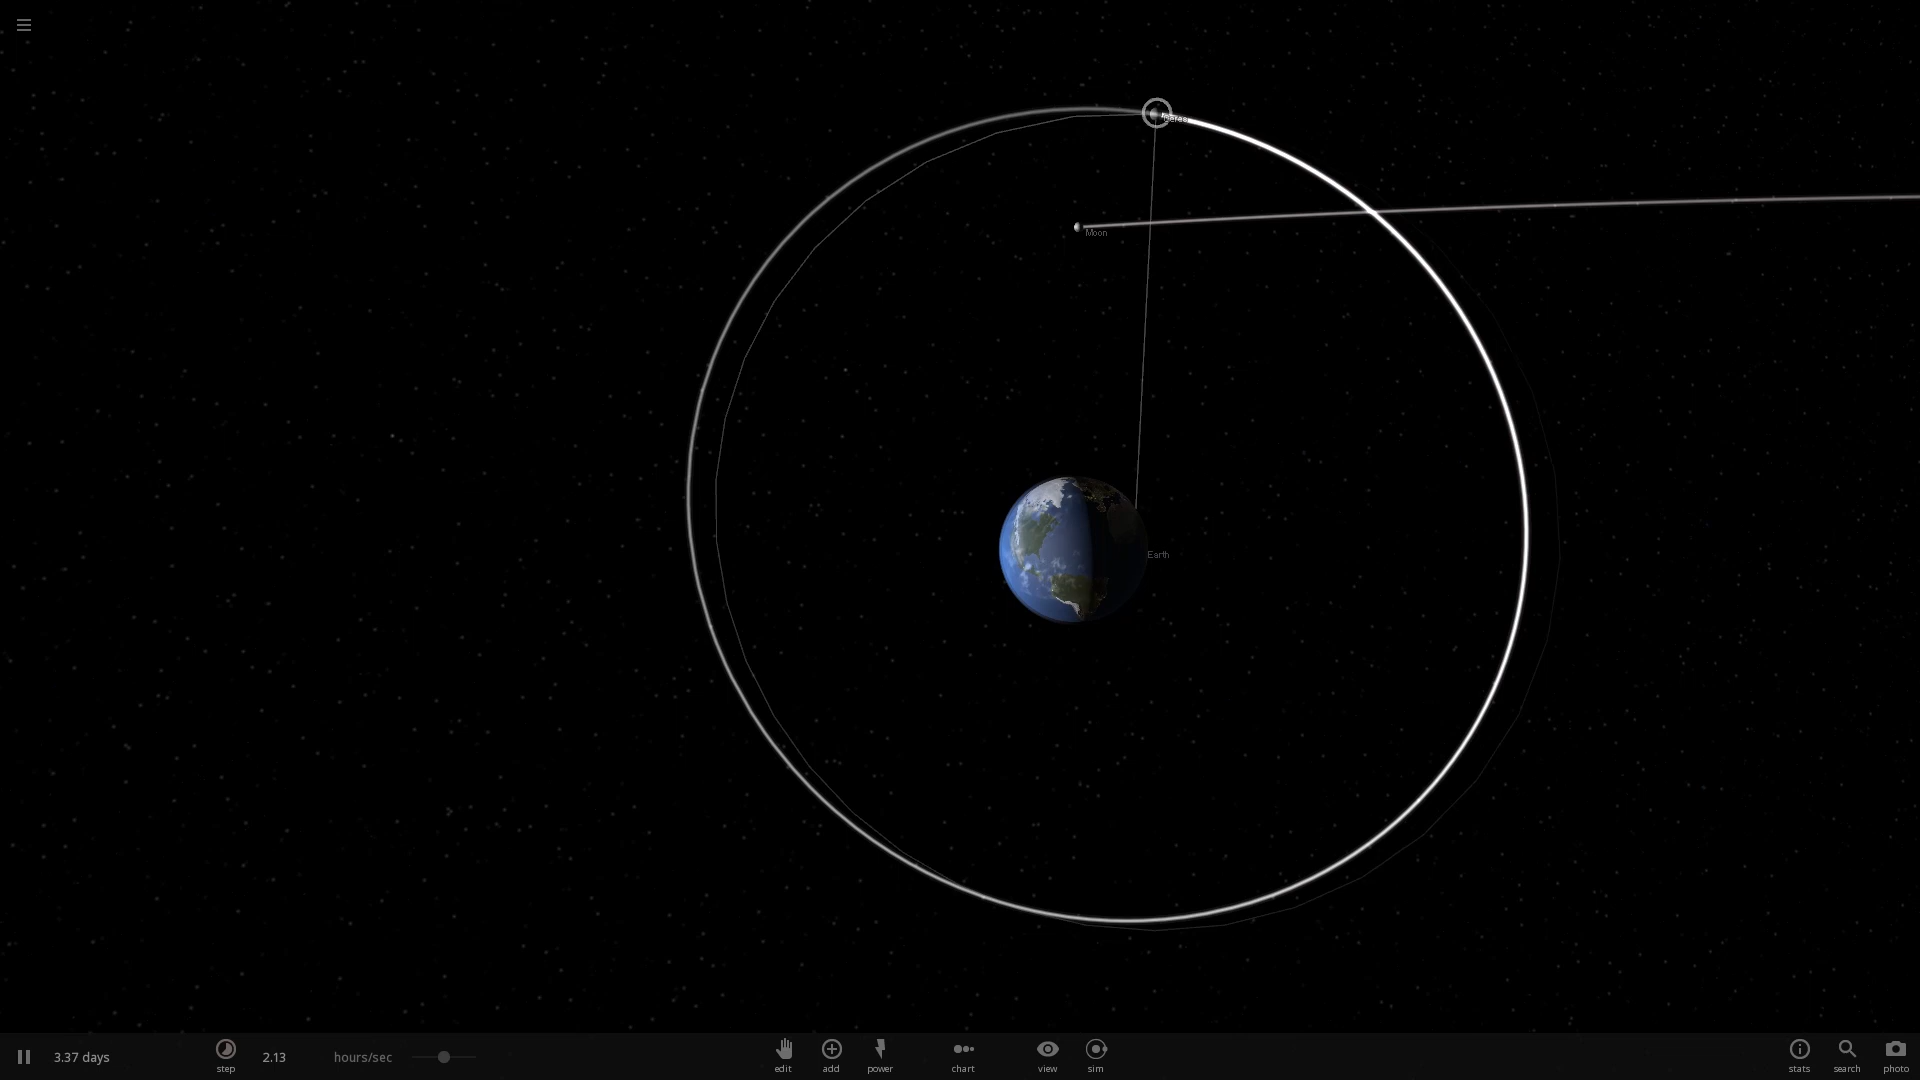 Moon
Earth
3.37 days
step
2.13
hours/sec
edit
add
power
chart
view
sim
stats
search
photo